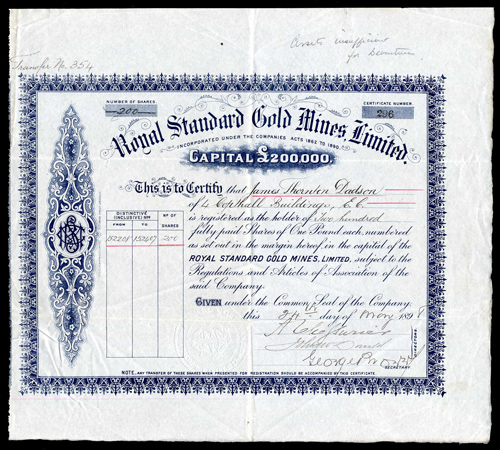 Assets insufficient
for Debenture
Transfer No. 354
NUMBER OF SHARES
200
CERTIFICATE NUMBER
296
Royal Standard Gold Mines, Limited.
INCORPORATED UNDER THE COMPANIES ACTS 1862 TO 1890.
CAPITAL £200,000.
This is to Certify that James Thornton Dadson
of 4 Copthall Buildings, E.C.
is registered as the holder of Two hundred
fully paid Shares of One Pound each, numbered
as set out in the margin hereof, in the capital of the
ROYAL STANDARD GOLD MINES, LIMITED, subject to the
Regulations and Articles of Association of the
said Company.
DISTINCTIVE (INCLUSIVE) Nos
Nº OF SHARES
FROM
TO
200
GIVEN under the Common Seal of the Company,
this day of Nov. 1898
DIRECTORS.
George
SECRETARY.
NOTE, ANY TRANSFER OF THESE SHARES WHEN PRESENTED FOR REGISTRATION SHOULD BE ACCOMPANIED BY THIS CERTIFICATE.